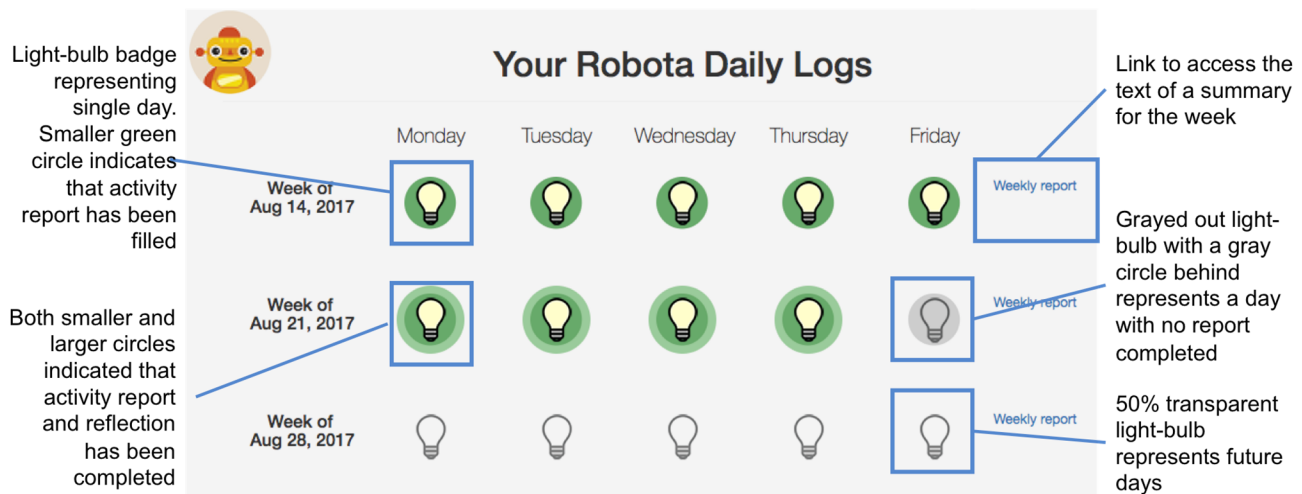 Light-bulb badge
representing
single day.
Smaller green
circle indicates
that activity
report has been
filled
Both smaller and
larger circles
indicated that
activity report
and reflection
has been
completed
Your Robota Daily Logs
Monday Tuesday Wednesday Thursday Friday
Week of
Aug 14, 2017
Weekly report
Week of
Aug 21, 2017
Weekly report
Week of
Aug 28, 2017
Weekly report
Link to access the
text of a summary
for the week
Grayed out light-
bulb with a gray
circle behind
represents a day
with no report
completed
50% transparent
light-bulb
represents future
days